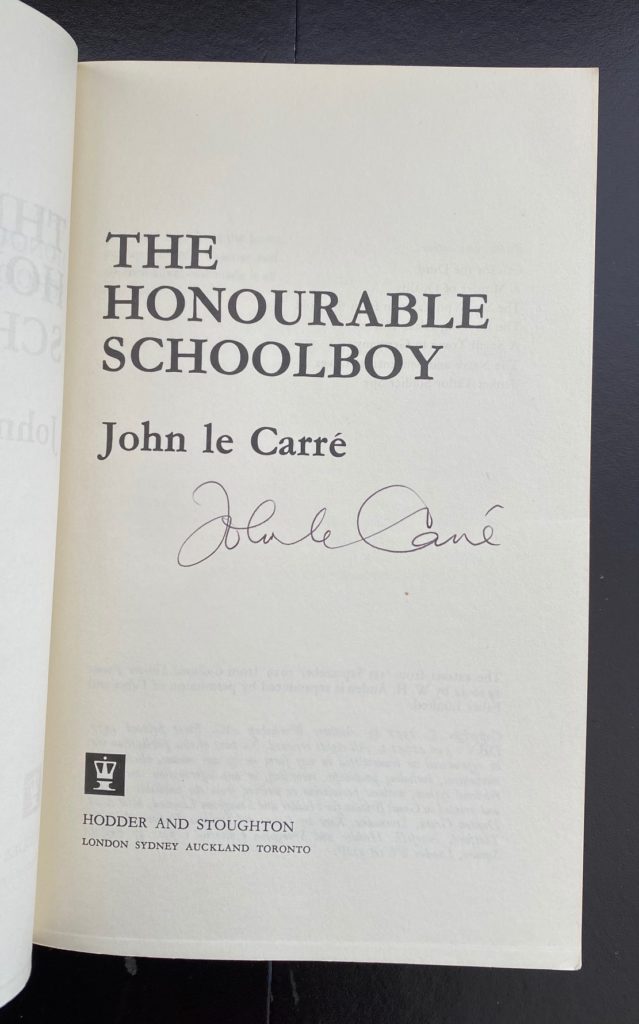 THE
HONOURABLE
SCHOOLBOY
John le Carré
John le Carré
HODDER AND STOUGHTON
LONDON SYDNEY AUCKLAND TORONTO